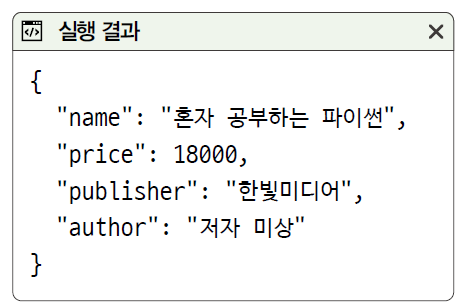 실행 결과
{
  "name": "혼자 공부하는 파이썬",
  "price": 18000,
  "publisher": "한빛미디어",
  "author": "저자 미상"
}